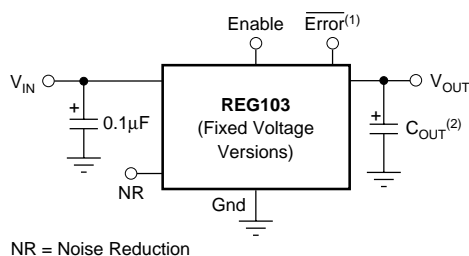 Enable
Error(1)
VIN
VOUT
+
0.1µF
REG103
(Fixed Voltage
Versions)
+
COUT(2)
NR
Gnd
NR = Noise Reduction